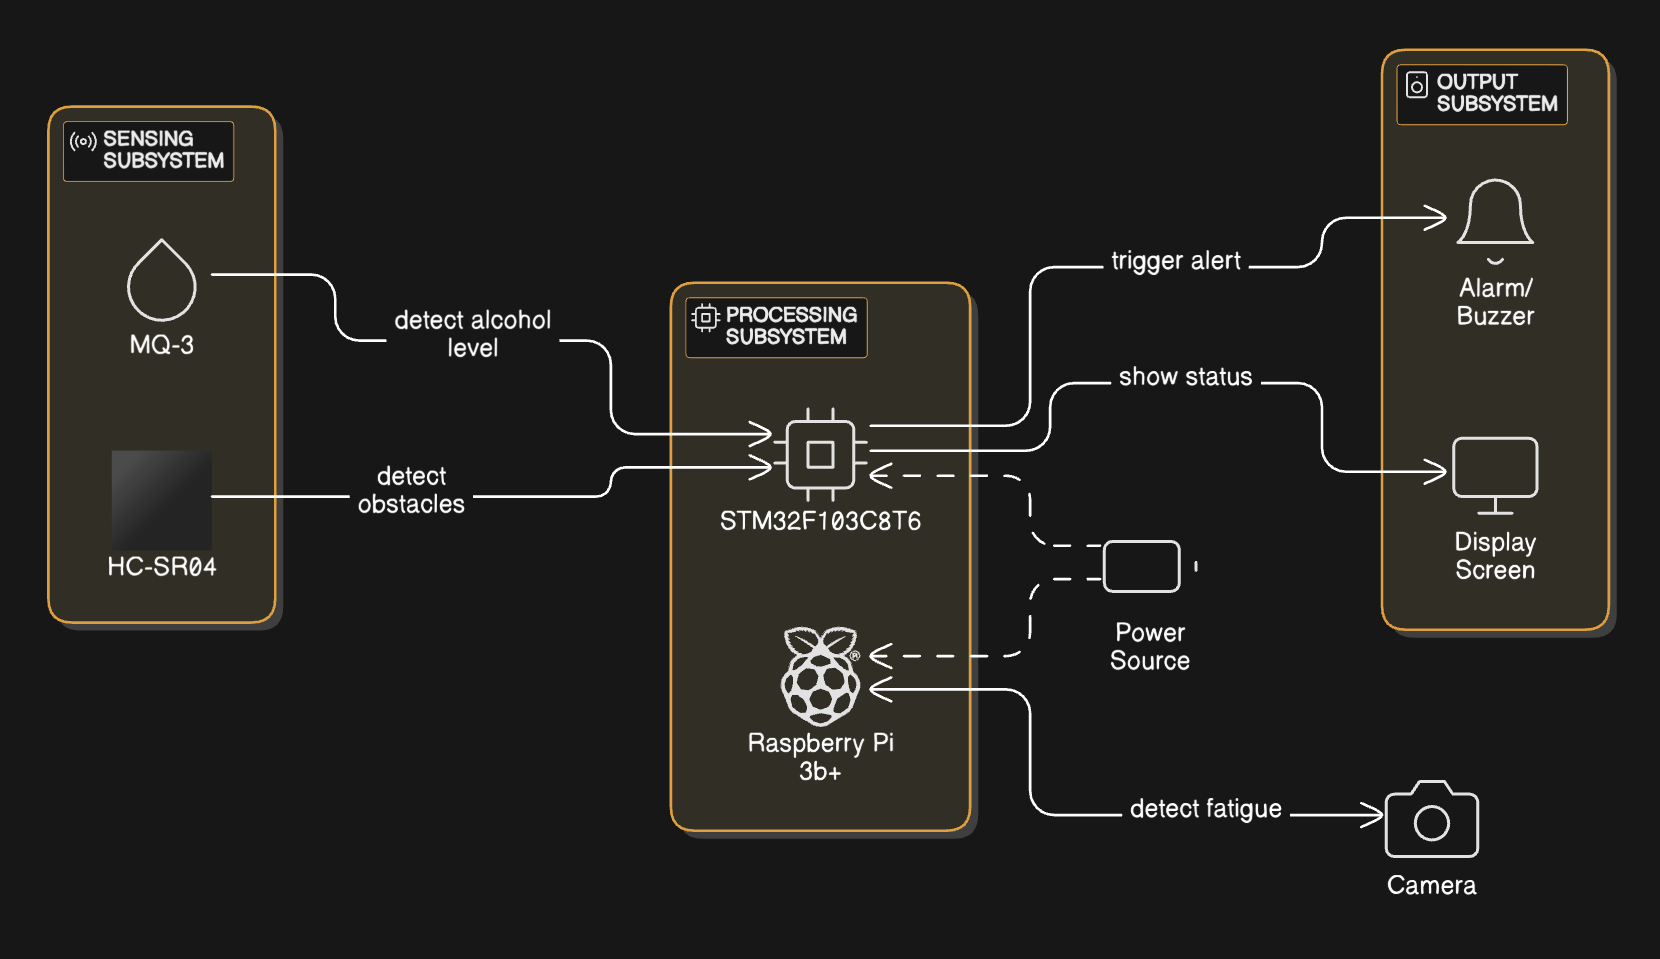 SENSING
SUBSYSTEM
MQ-3
HC-SR04
detect alcohol
level
detect
obstacles
PROCESSING
SUBSYSTEM
STM32F103C8T6
®
Raspberry Pi
3b+
trigger alert
show status
Power
Source
detect fatigue
OUTPUT
SUBSYSTEM
Alarm/
Buzzer
Display
Screen
Camera